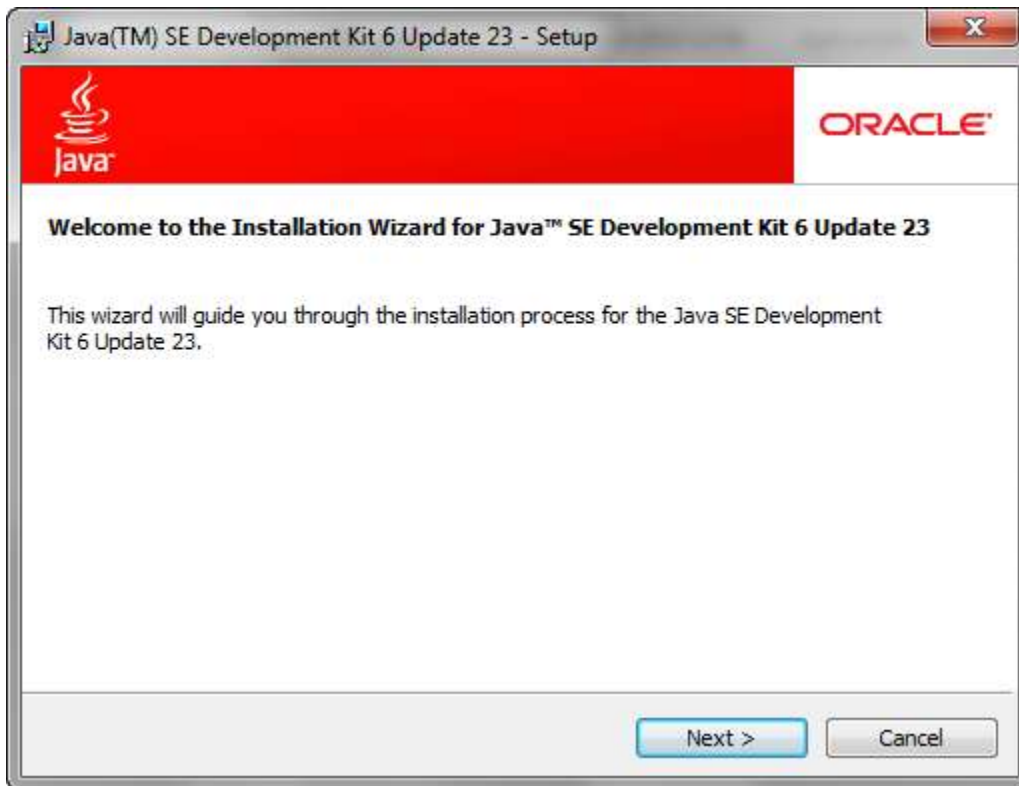 Java(TM) SE Development Kit 6 Update 23 - Setup
Java™
ORACLE®
Welcome to the Installation Wizard for Java™ SE Development Kit 6 Update 23
This wizard will guide you through the installation process for the Java SE Development
Kit 6 Update 23.
Next >
Cancel